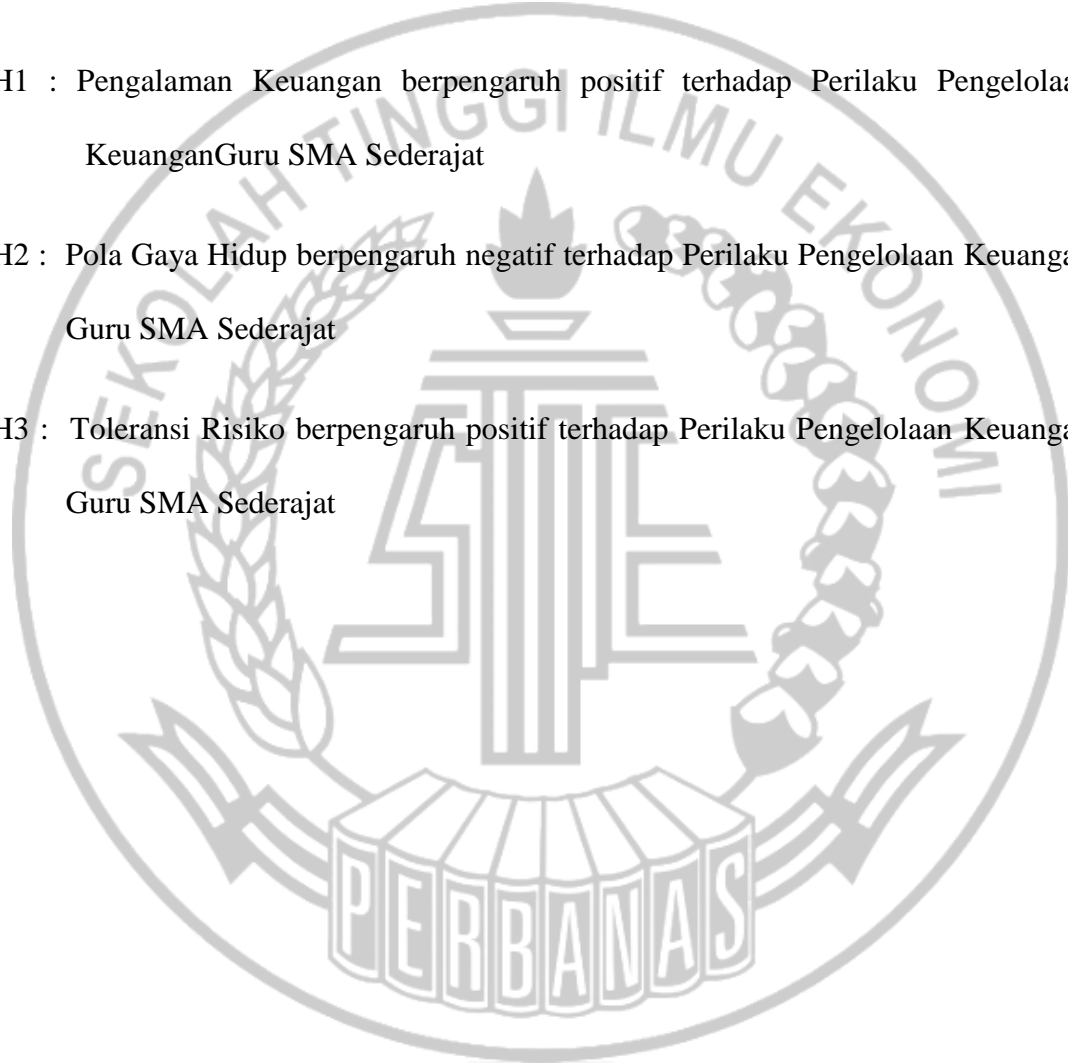 H1 : Pengalaman Keuangan berpengaruh positif terhadap Perilaku Pengelolaa
KeuanganGuru SMA Sederajat
H2 : Pola Gaya Hidup berpengaruh negatif terhadap Perilaku Pengelolaan Keuanga
Guru SMA Sederajat
H3 : Toleransi Risiko berpengaruh positif terhadap Perilaku Pengelolaan Keuanga
Guru SMA Sederajat
SEKOLAH TINGGI ILMU EKONOMI
STIE
PERBANAS